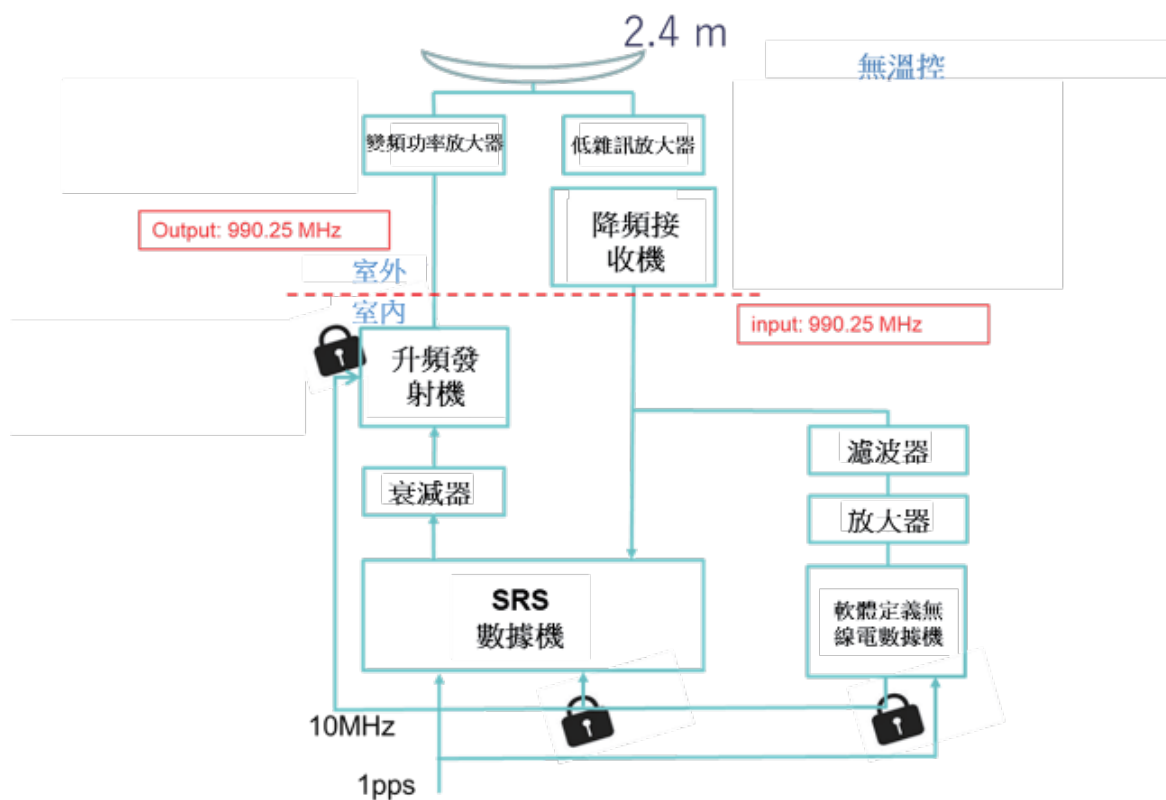 2.4 m
無溫控
變頻功率放大器
低雜訊放大器
降頻接
收機
Output: 990.25 MHz
室外
室內
input: 990.25 MHz
升頻發
射機
濾波器
衰減器
放大器
SRS
數據機
軟體定義無
線電數據機
10MHz
1pps